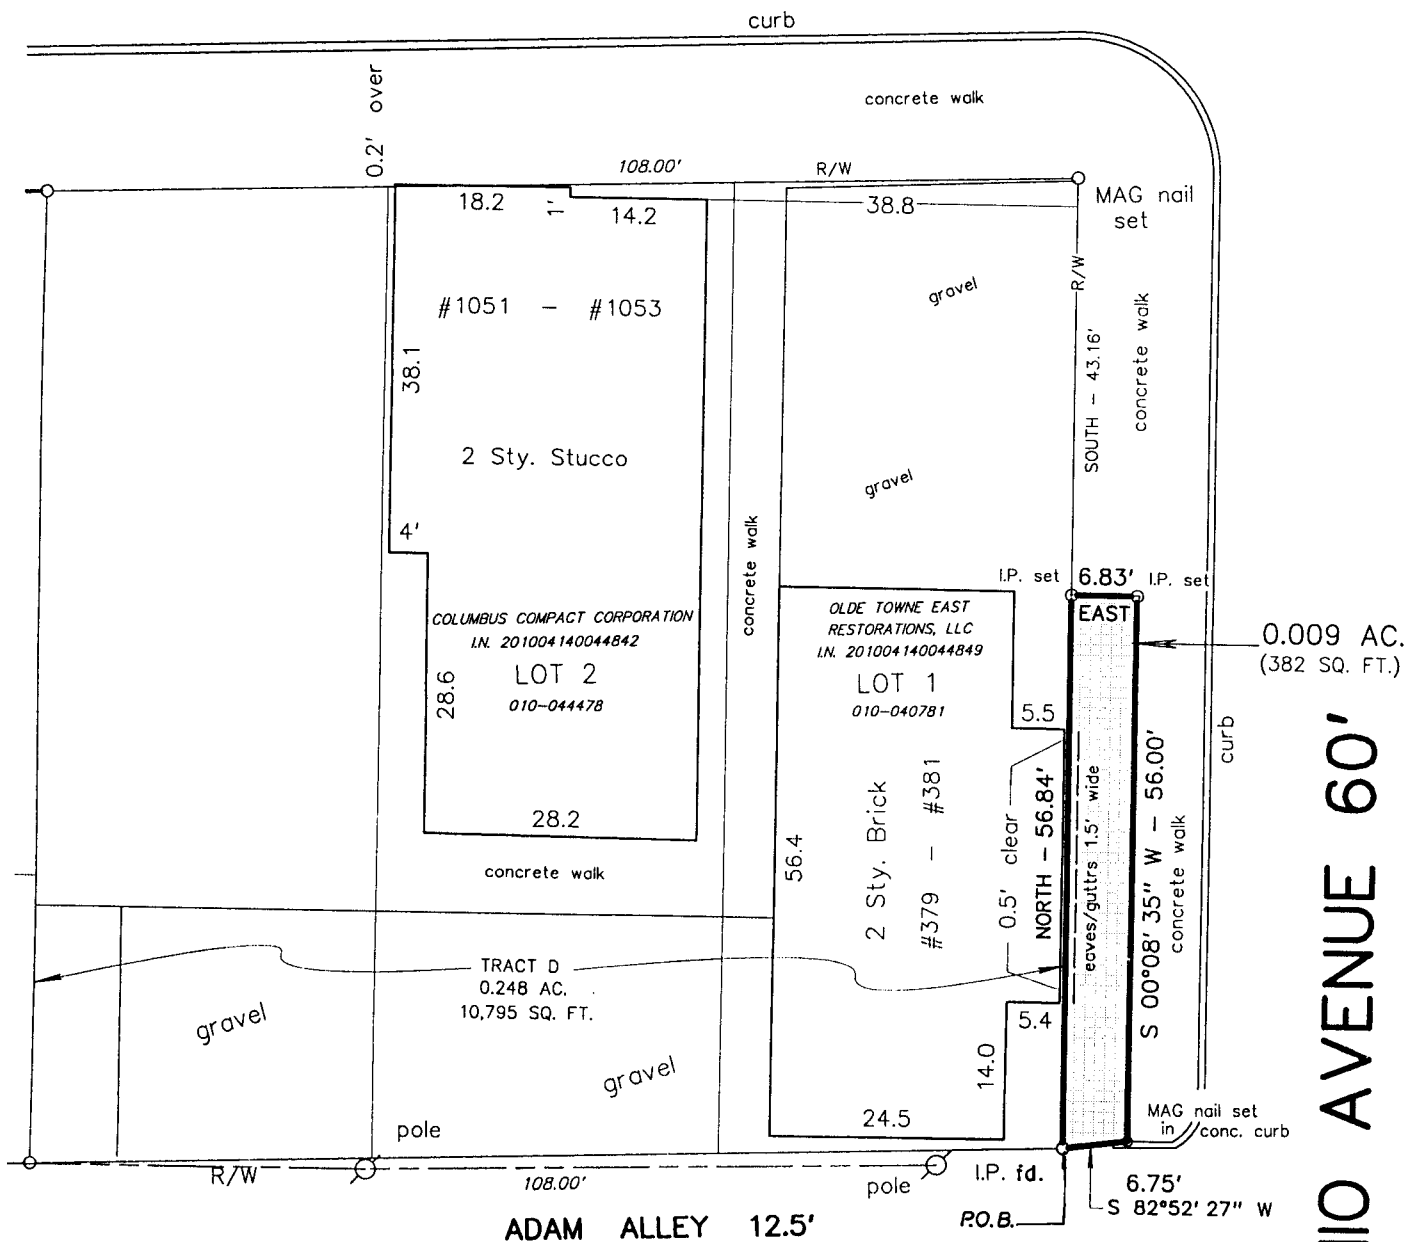 curb
concrete walk
0.2' over
108.00'
R/W
MAG nail
set
18.2
1'
14.2
38.8
gravel
R/W
#1051 – #1053
SOUTH – 43.16'
concrete walk
38.1
2 Sty. Stucco
gravel
4'
concrete walk
I.P. set
6.83'
I.P. set
EAST
COLUMBUS COMPACT CORPORATION
I.N. 201004140044842
LOT 2
010-044478
28.6
OLDE TOWNE EAST
RESTORATIONS, LLC
I.N. 201004140044849
LOT 1
010-040781
0.009 AC.
(382 SQ. FT.)
5.5
curb
28.2
56.4
2 Sty. Brick
#379 – #381
0.5' clear
NORTH – 56.84'
eaves/guttrs 1.5' wide
S 00°08' 35" W – 56.00'
concrete walk
AVENUE 60'
concrete walk
TRACT D
0.248 AC.
10,795 SQ. FT.
gravel
gravel
5.4
14.0
24.5
MAG nail set
in conc. curb
pole
R/W
108.00'
pole
I.P. fd.
6.75'
S 82°52' 27" W
P.O.B.
ADAM ALLEY 12.5'